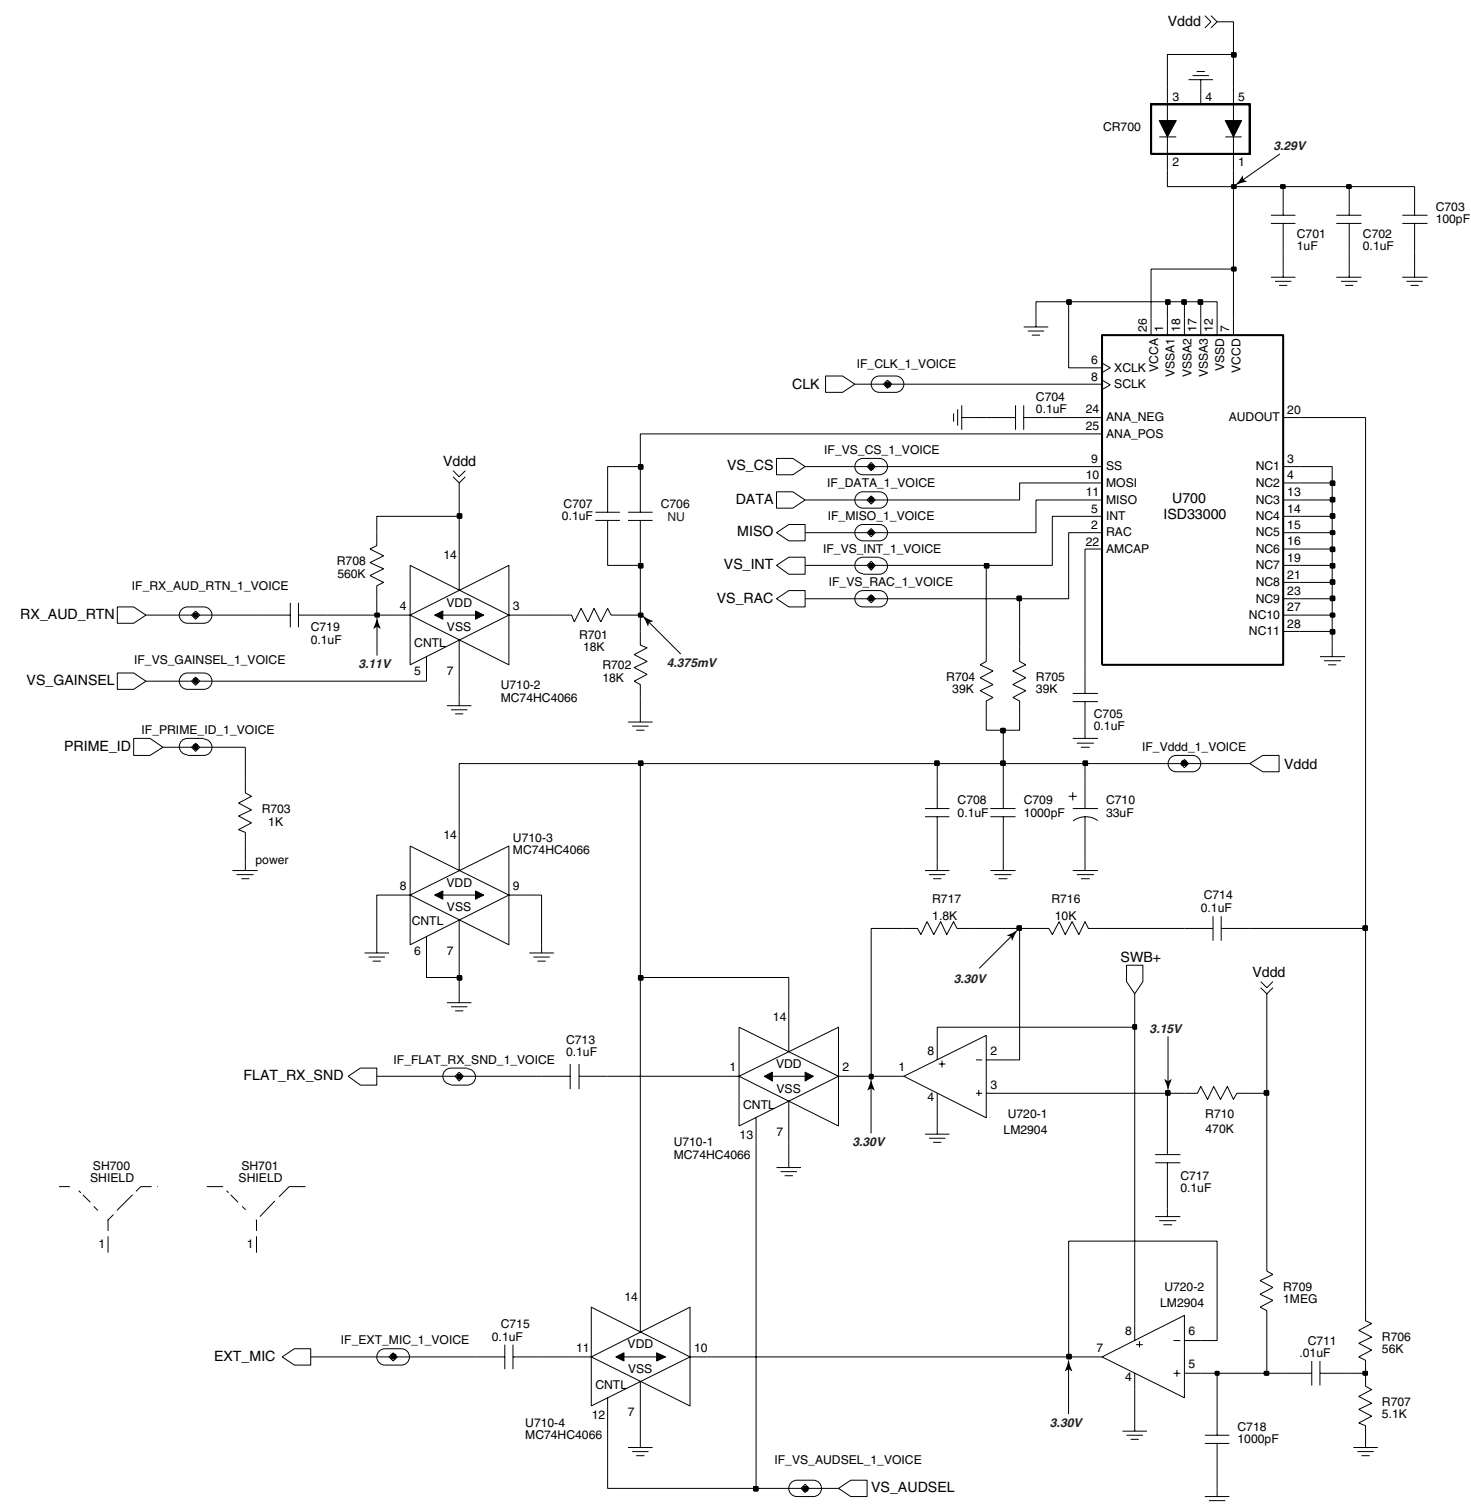 Vddd
3
4
5
CR700
2
1
3.29V
C701
1uF
C702
0.1uF
C703
100pF
26
1
18
17
12
7
VCCA
VSSA1
VSSA2
VSSA3
VSSD
VCCD
6
XCLK
CLK
IF_CLK_1_VOICE
8
SCLK
C704
0.1uF
24
ANA_NEG
25
ANA_POS
AUDOUT
20
VS_CS
IF_VS_CS_1_VOICE
9
SS
DATA
IF_DATA_1_VOICE
10
MOSI
MISO
IF_MISO_1_VOICE
11
MISO
VS_INT
IF_VS_INT_1_VOICE
5
INT
VS_RAC
IF_VS_RAC_1_VOICE
2
RAC
22
AMCAP
U700
ISD33000
NC1
3
NC2
4
NC3
13
NC4
14
NC5
15
NC6
16
NC7
19
NC8
21
NC9
23
NC10
27
NC11
28
Vddd
C707
0.1uF
C706
NU
R708
560K
14
RX_AUD_RTN
IF_RX_AUD_RTN_1_VOICE
C719
0.1uF
3.11V
4
VDD
VSS
CNTL
3
5
7
R701
18K
R702
18K
4.375mV
VS_GAINSEL
IF_VS_GAINSEL_1_VOICE
U710-2
MC74HC4066
R704
39K
R705
39K
C705
0.1uF
PRIME_ID
IF_PRIME_ID_1_VOICE
R703
1K
power
IF_Vddd_1_VOICE
Vddd
C708
0.1uF
C709
1000pF
+
C710
33uF
14
U710-3
MC74HC4066
8
VDD
VSS
CNTL
9
6
7
R717
1.8K
R716
10K
C714
0.1uF
3.30V
SWB+
Vddd
14
3.15V
FLAT_RX_SND
IF_FLAT_RX_SND_1_VOICE
C713
0.1uF
1
VDD
VSS
CNTL
2
13
7
U710-1
MC74HC4066
3.30V
1
8
+
4
2
−
3
+
U720-1
LM2904
R710
470K
C717
0.1uF
SH700
SHIELD
1
SH701
SHIELD
1
U720-2
LM2904
R709
1MEG
14
EXT_MIC
IF_EXT_MIC_1_VOICE
C715
0.1uF
11
VDD
VSS
CNTL
10
12
7
U710-4
MC74HC4066
7
8
+
4
6
−
5
+
3.30V
C711
.01uF
R706
56K
R707
5.1K
C718
1000pF
IF_VS_AUDSEL_1_VOICE
VS_AUDSEL